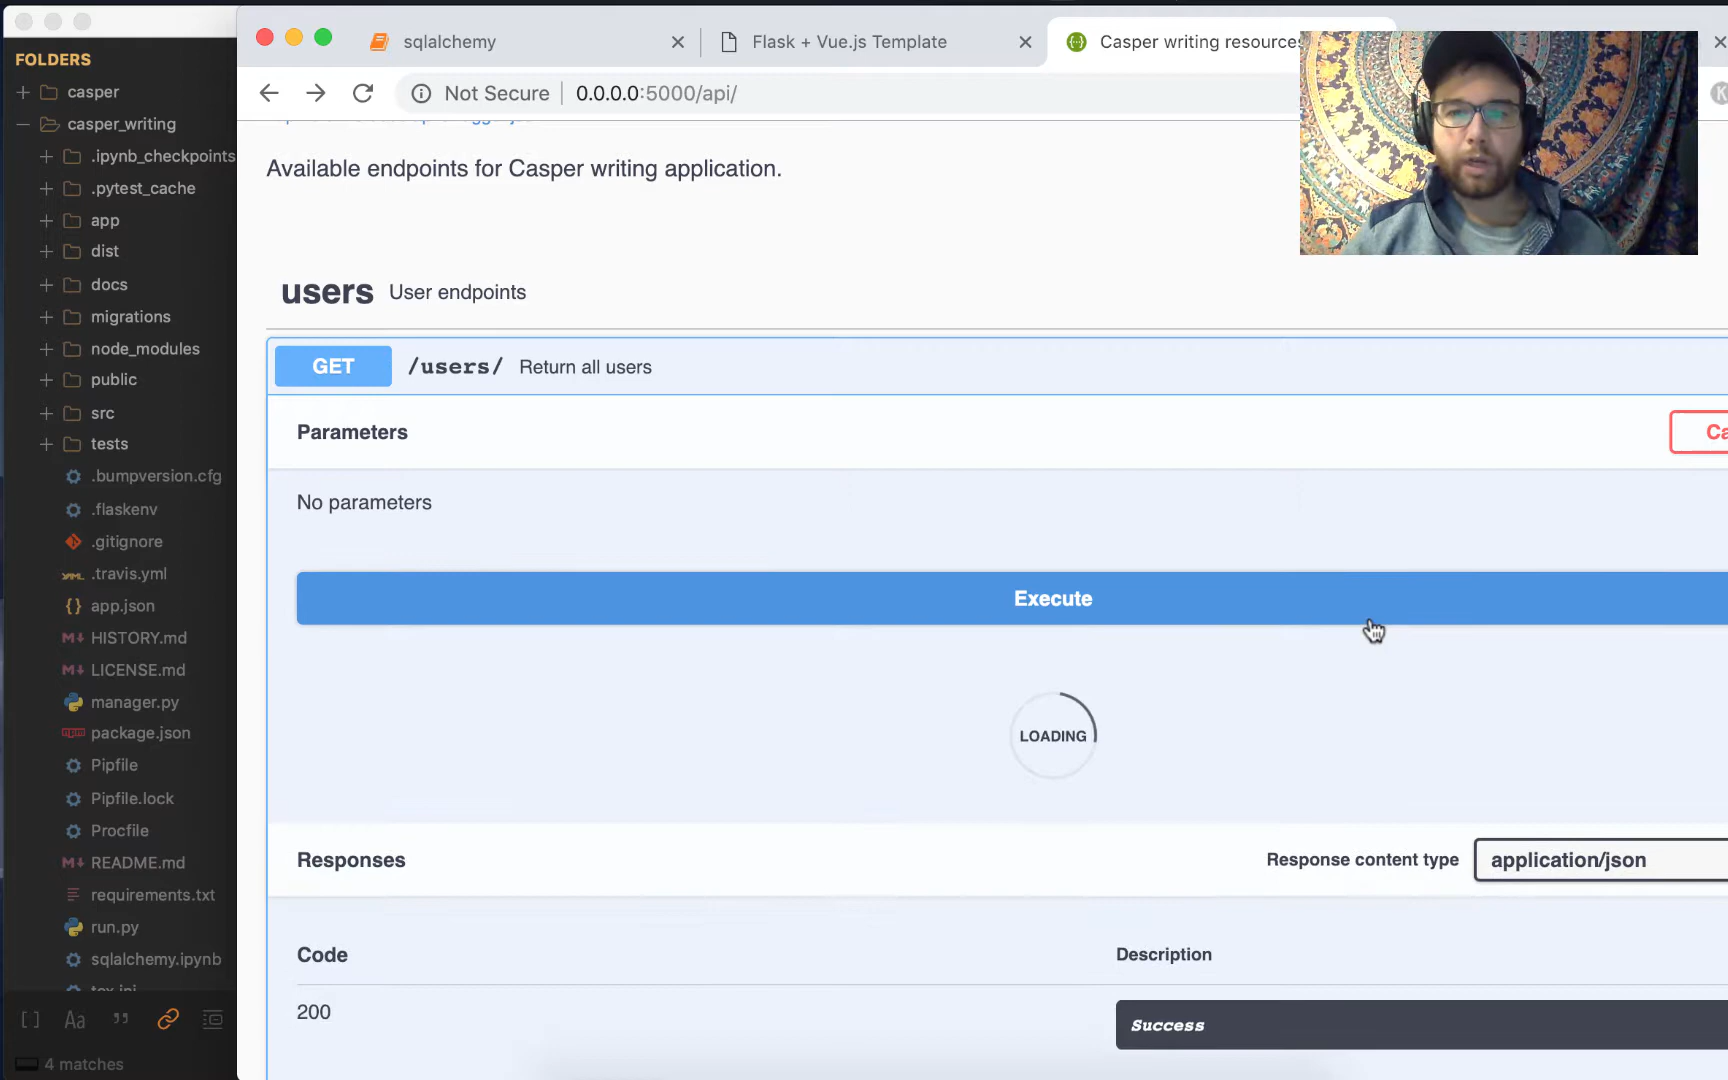 FOLDERS
casper
casper_writing
.ipynb_checkpoints
.pytest_cache
app
dist
docs
migrations
node_modules
public
src
tests
.bumpversion.cfg
.flaskenv
.gitignore
.travis.yml
app.json
HISTORY.md
LICENSE.md
manager.py
package.json
Pipfile
Pipfile.lock
Procfile
README.md
requirements.txt
run.py
sqlalchemy.ipynb
4 matches
sqlalchemy
Flask + Vue.js Template
Casper writing resources
Not Secure
0.0.0.0:5000/api/
Available endpoints for Casper writing application.
users User endpoints
GET /users/ Return all users
Parameters
Ca
No parameters
Execute
LOADING
Responses
Response content type application/json
Code Description
200
Success